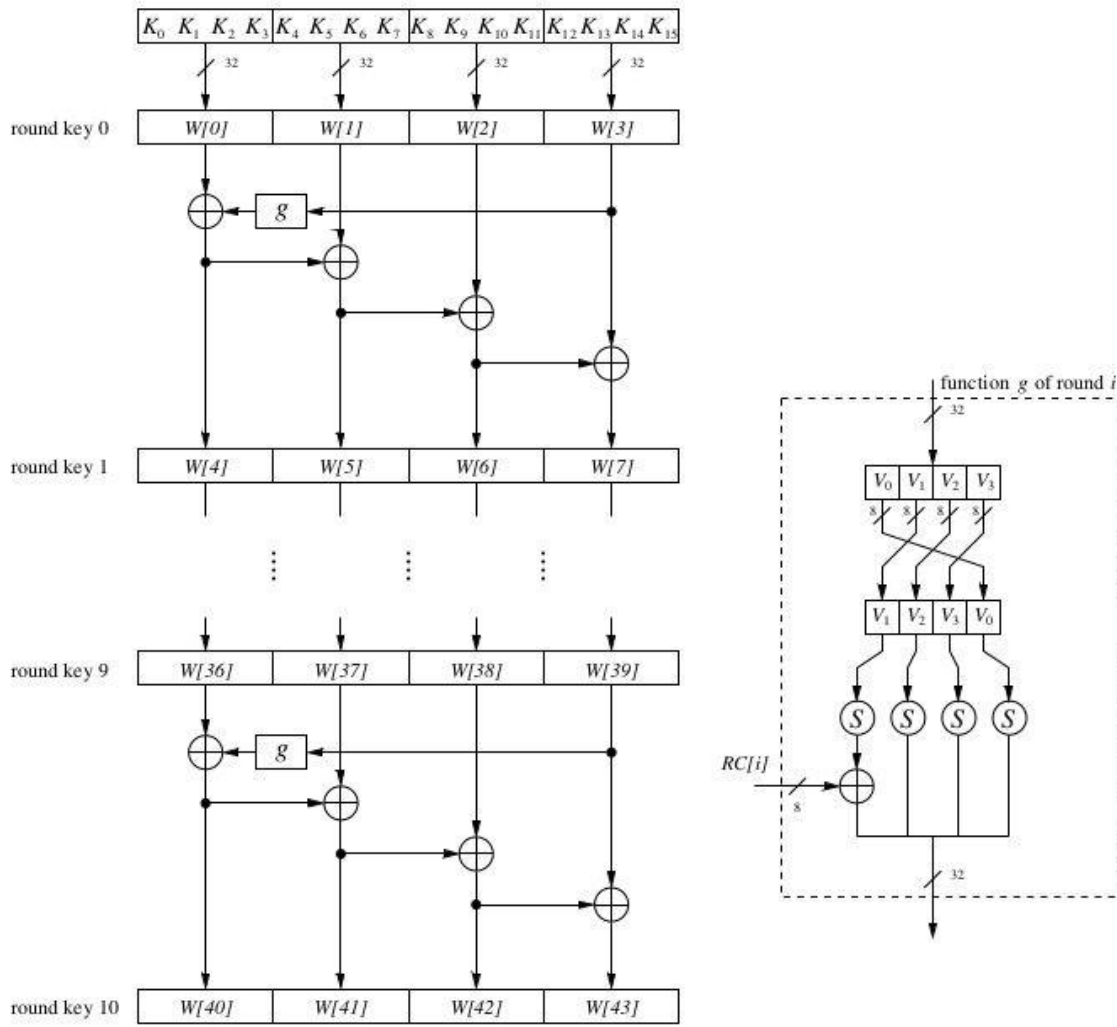 K0 K1 K2 K3 K4 K5 K6 K7 K8 K9 K10 K11 K12 K13 K14 K15
32 32 32 32
round key 0 W[0] W[1] W[2] W[3]
g
round key 1 W[4] W[5] W[6] W[7]
round key 9 W[36] W[37] W[38] W[39]
g
round key 10 W[40] W[41] W[42] W[43]
function g of round i
32
V0 V1 V2 V3
8 8 8 8
V1 V2 V3 V0
S S S S
RC[i]
8
32